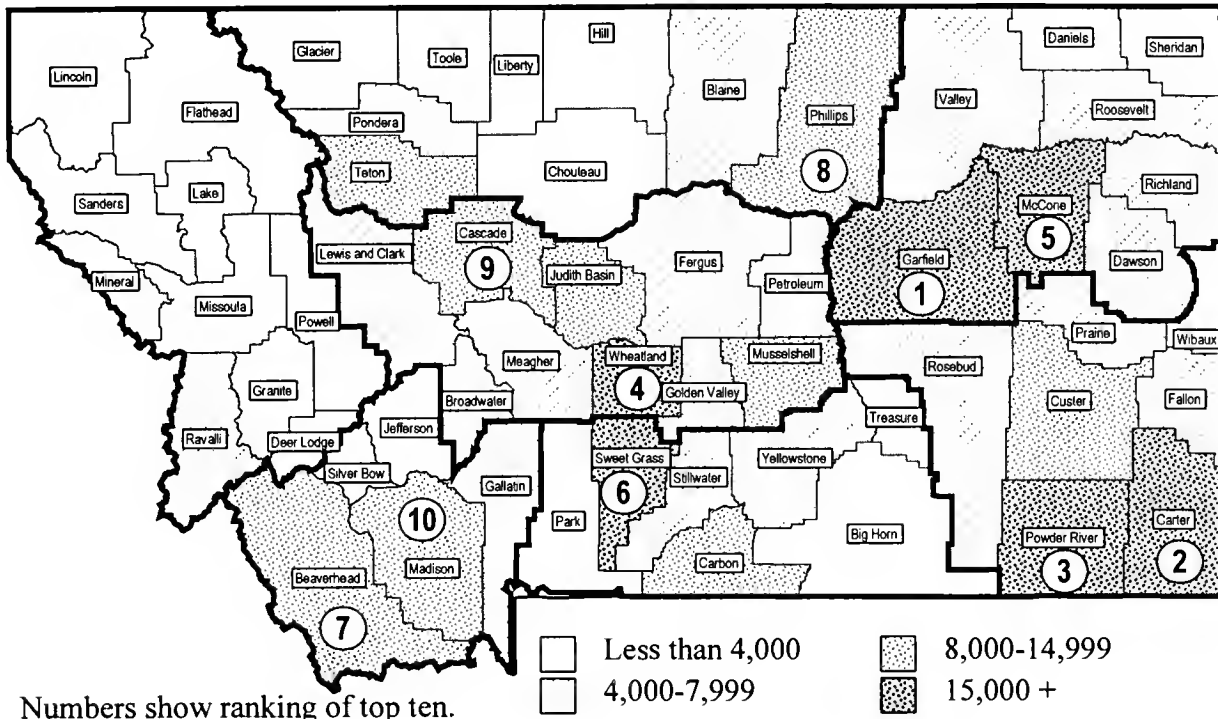 Lincoln
Flathead
Glacier
Toole
Liberty
Hill
Blaine
Phillips
8
Valley
Daniels
Sheridan
Roosevelt
Pondera
Teton
Chouleau
Richland
McCone
5
Sanders
Lake
Lewis and Clark
Cascade
9
Judith Basin
Fergus
Petroleum
Garfield
1
Dawson
Mineral
Missoula
Powell
Meagher
Wheatland
4
Golden Valley
Musselshell
Rosebud
Praine
Wibaux
Custer
Fallon
Granite
Ravalli
Deer Lodge
Jefferson
Broadwater
Silver Bow
Gallatin
Park
Sweet Grass
6
Stillwater
Yellowstone
Treasure
Big Horn
Carbon
Powder River
3
Carter
2
Beaverhead
7
10
Madison
Less than 4,000
4,000-7,999
8,000-14,999
15,000 +
Numbers show ranking of top ten.